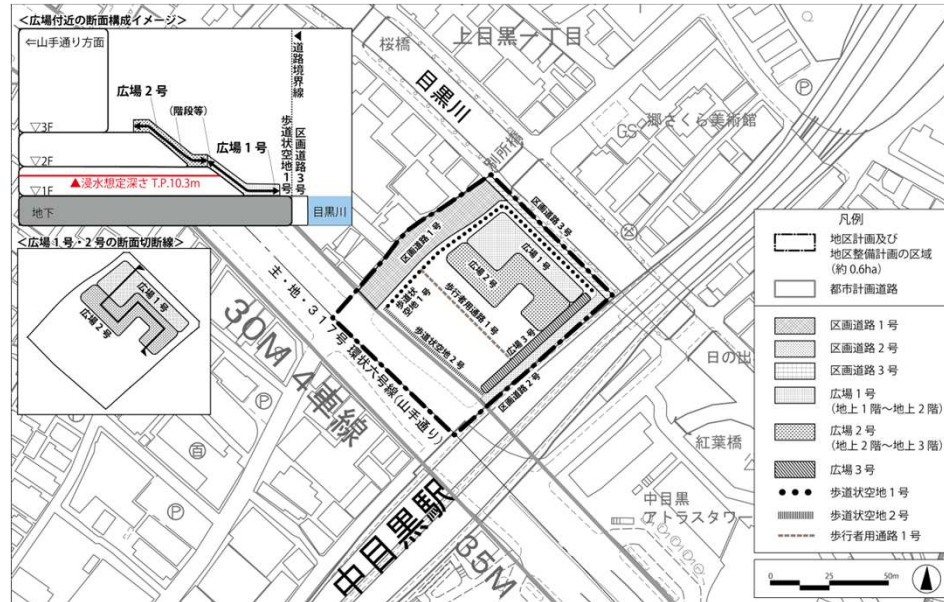 ＜広場付近の断面構成イメージ＞
⇐山手通り方面
▲道路境界線
広場2号
（階段等）
広場1号
歩道状空地1号
区画道路3号
▽3F
▽2F
▲浸水想定深さ T.P.10.3m
▽1F
地下
目黒川
＜広場1号・2号の断面切断線＞
広場1号
広場2号
桜橋
上目黒一丁目
目黒川
別所橋
GS
郷さくら美術館
区画道路3号
区画道路1号
広場1号
広場2号
歩道状空地1号
歩行者用通路1号
広場3号
歩道状空地2号
区画道路2号
主・地・317号 環状六号線（山手通り）
30M 4車線
35M
中目黒駅
日の出
紅葉橋
中目黒
アトラスタワー
P
P
P
P
百
凡例
地区計画及び
地区整備計画の区域
（約 0.6ha）
都市計画道路
区画道路1号
区画道路2号
区画道路3号
広場1号
（地上1階～地上2階）
広場2号
（地上2階～地上3階）
広場3号
歩道状空地1号
歩道状空地2号
歩行者用通路1号
0 25 50m